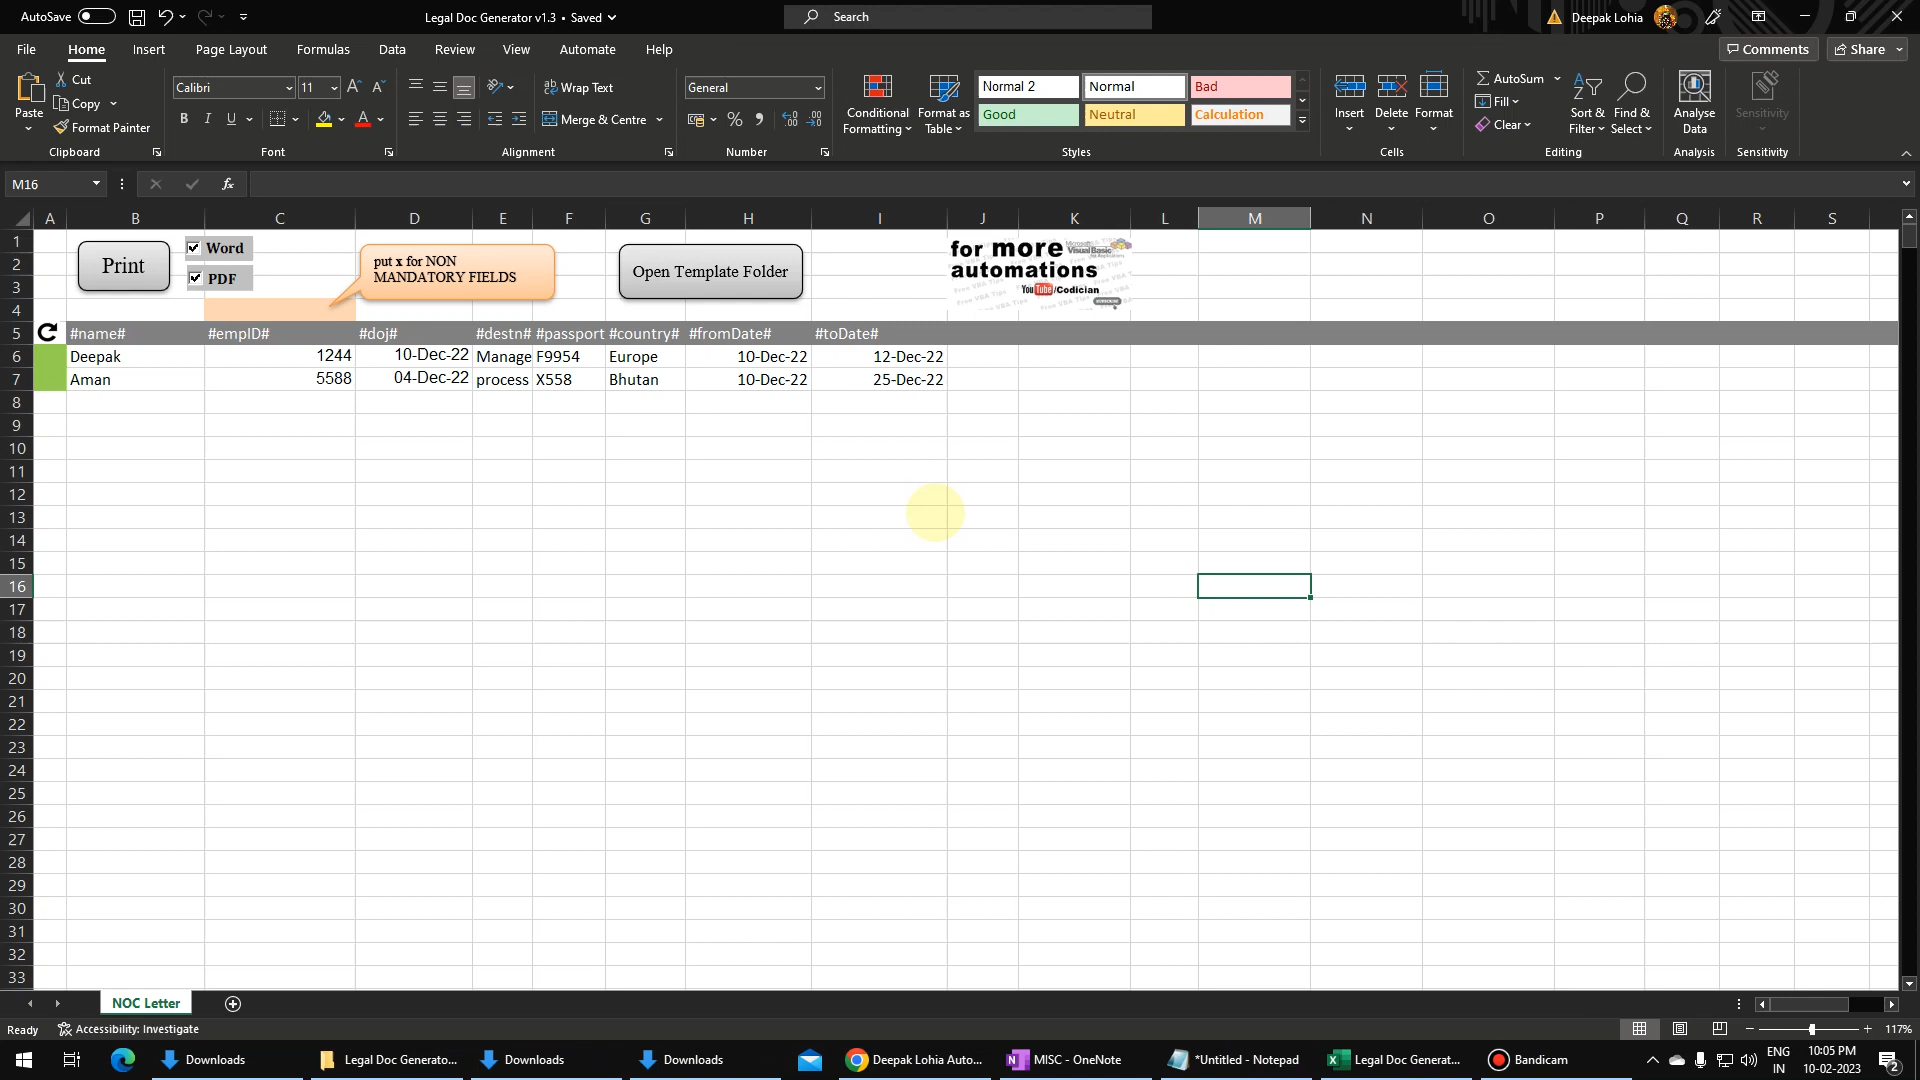 AutoSave
Legal Doc Generator v1.3 • Saved
Search
Deepak Lohia
File
Home
Insert
Page Layout
Formulas
Data
Review
View
Automate
Help
Comments
Share
Paste
Cut
Copy
Format Painter
Clipboard
Calibri
11
B I U
Font
Wrap Text
Merge & Centre
Alignment
General
Number
Conditional
Formatting
Format as
Table
Normal 2
Normal
Bad
Good
Neutral
Calculation
Styles
Insert
Delete
Format
Cells
AutoSum
Fill
Clear
Sort &
Filter
Find &
Select
Editing
Analyse
Data
Analysis
Sensitivity
Sensitivity
M16
fx
A B C D E F G H I J K L M N O P Q R S
Print
Word
PDF
put x for NON
MANDATORY FIELDS
Open Template Folder
for more
automations
YouTube/Codician
1
2
3
4
5 #name# #empID# #doj# #destn# #passport #country# #fromDate# #toDate#
6 Deepak 1244 10-Dec-22 Manage F9954 Europe 10-Dec-22 12-Dec-22
7 Aman 5588 04-Dec-22 process X558 Bhutan 10-Dec-22 25-Dec-22
8
9
10
11
12
13
14
15
16
17
18
19
20
21
22
23
24
25
26
27
28
29
30
31
32
33
NOC Letter
Ready
Accessibility: Investigate
117%
Downloads
Legal Doc Generato...
Downloads
Downloads
Deepak Lohia Auto...
MISC - OneNote
*Untitled - Notepad
Legal Doc Generat...
Bandicam
ENG
IN
10:05 PM
10-02-2023
2